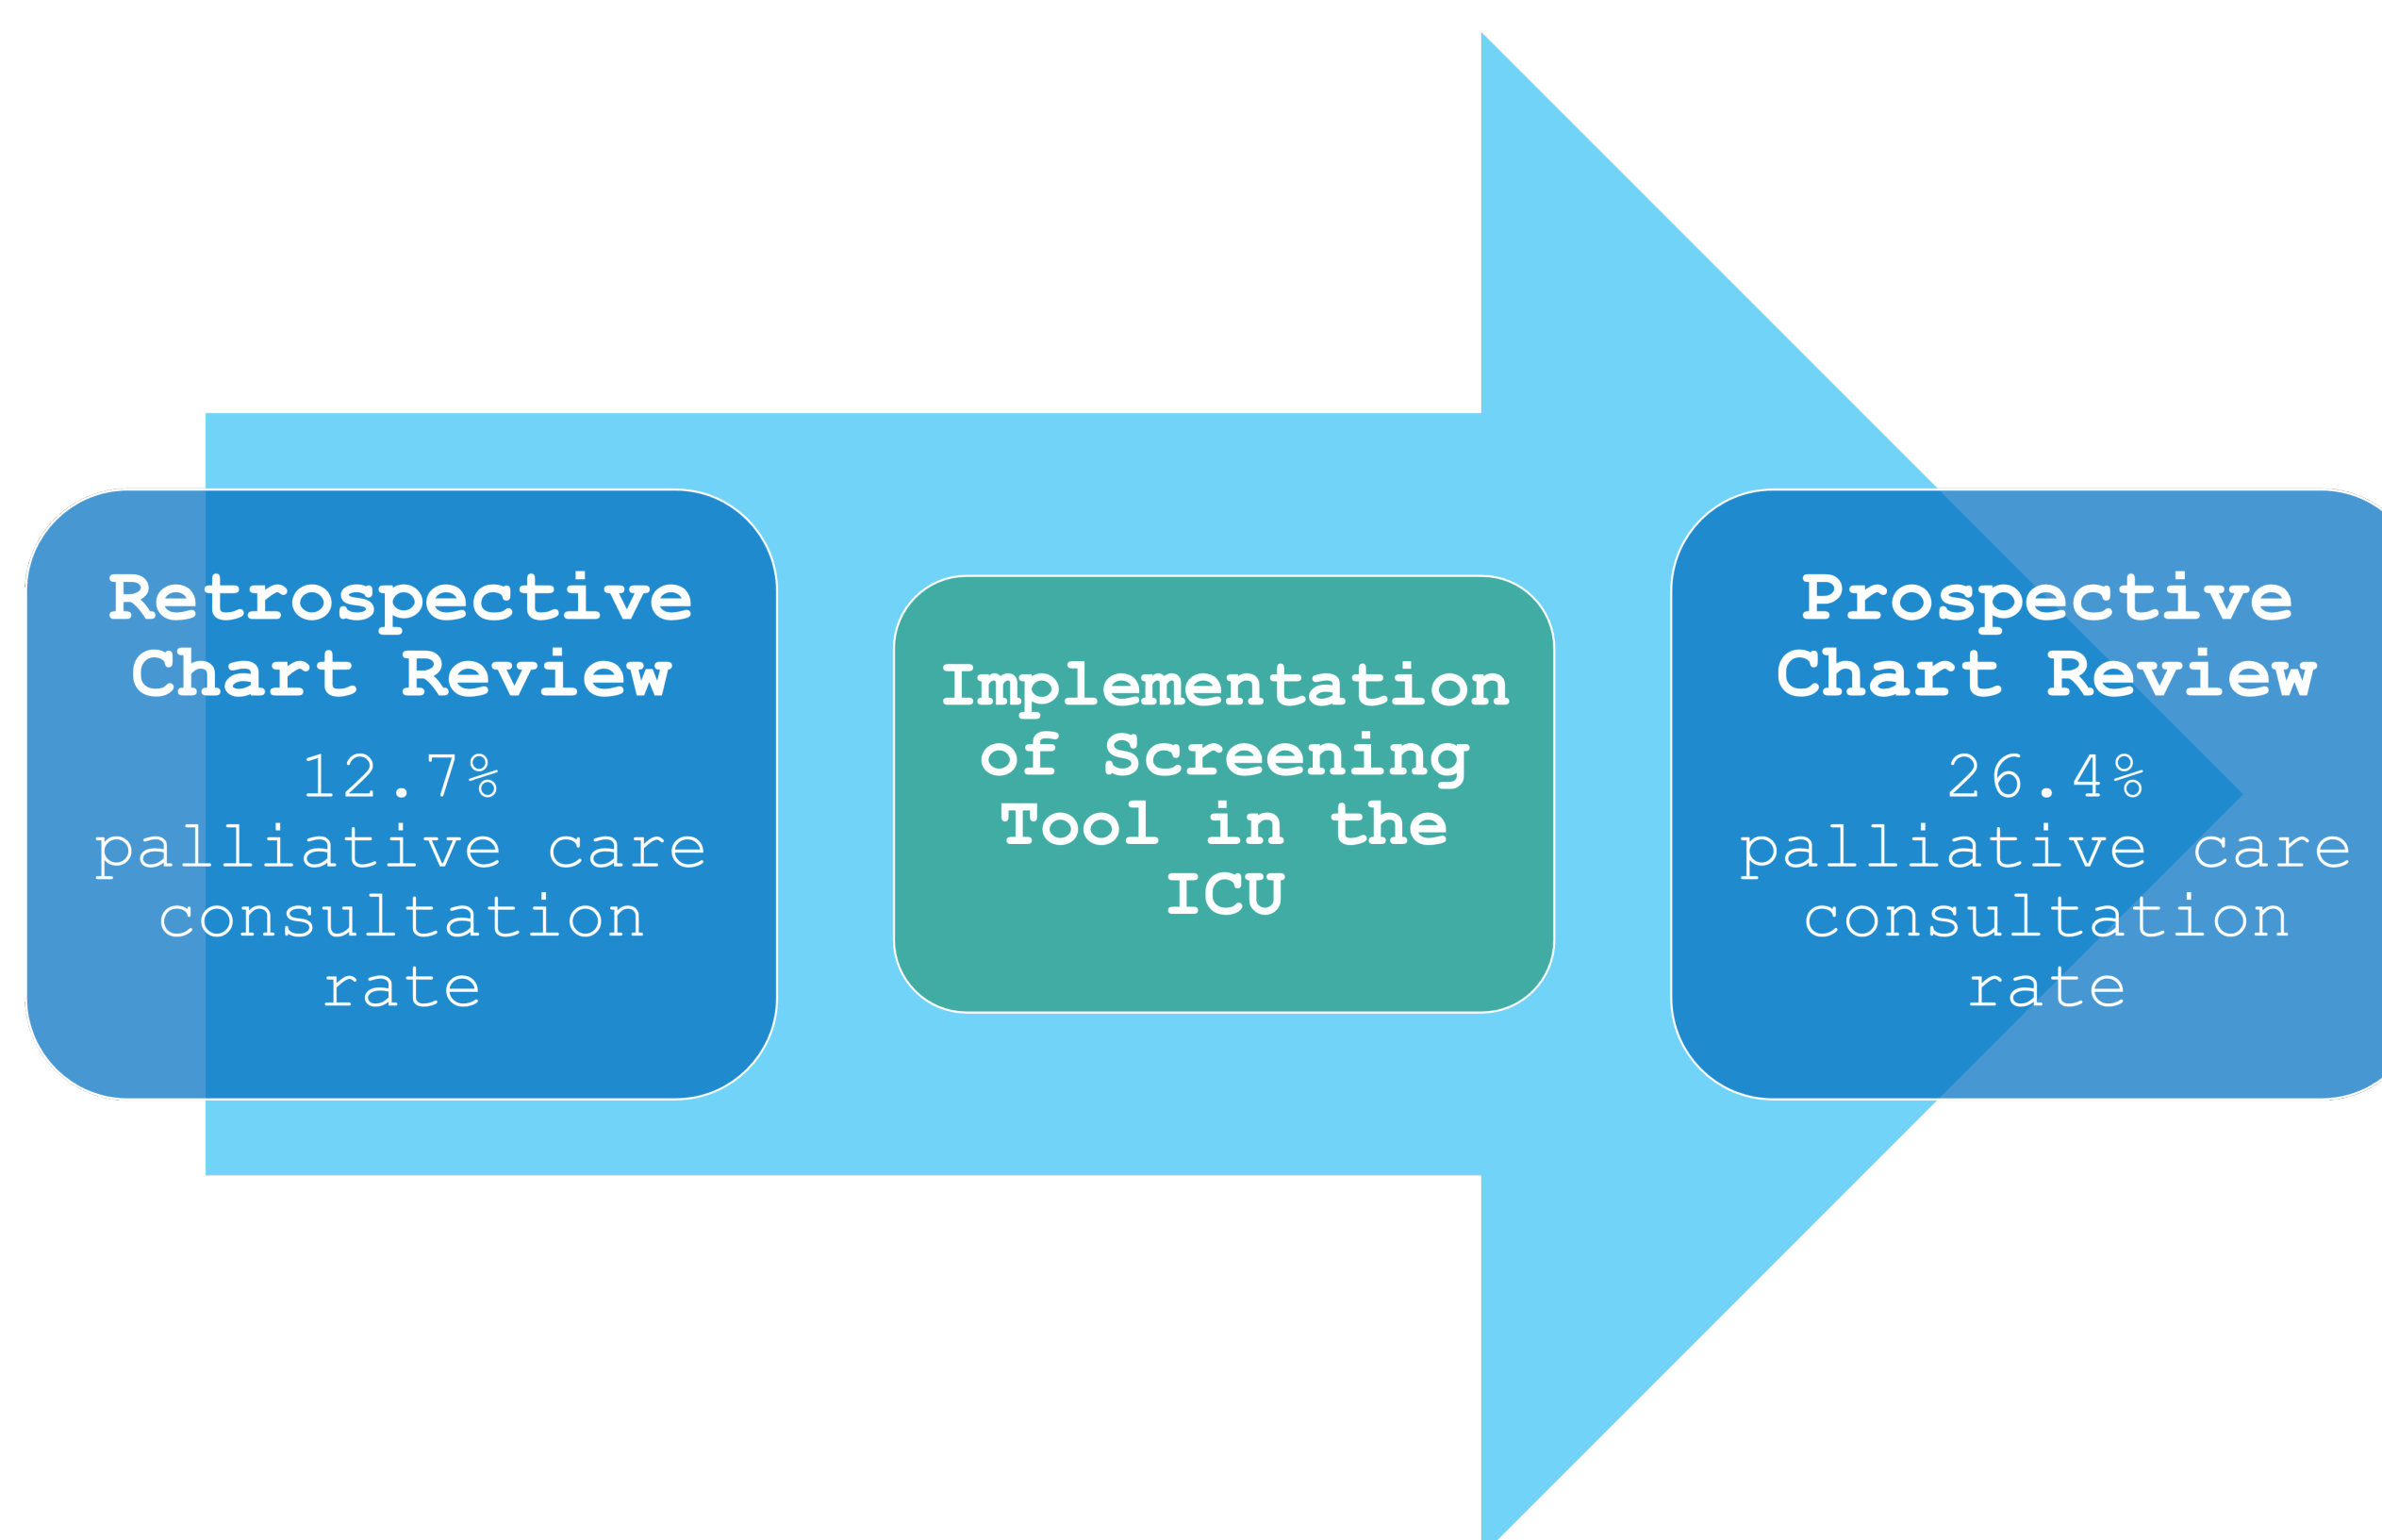 Retrospective
Chart Review
12.7%
palliative care
consultation
rate
Implementation
of Screening
Tool in the
ICU
Prospective
Chart Review
26.4%
palliative care
consultation
rate